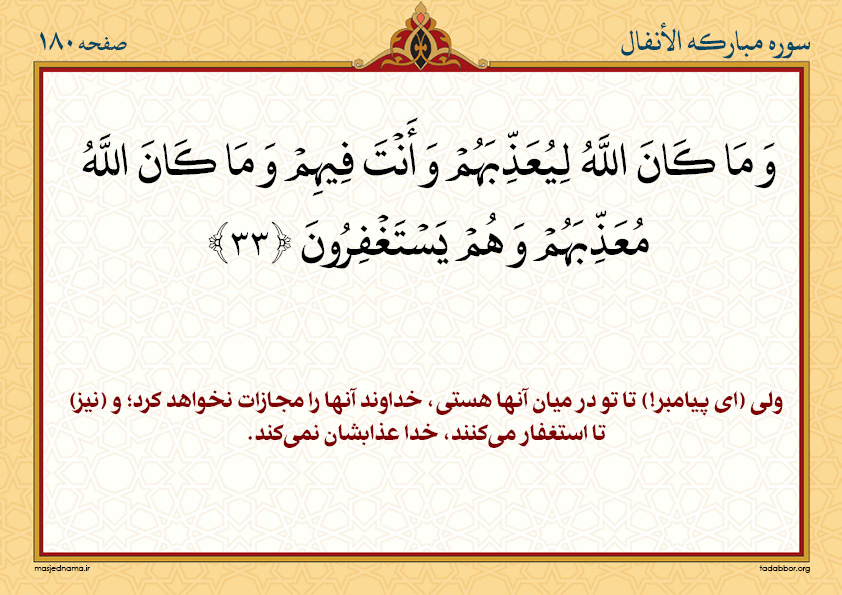 سوره مبارکه الأنفال
صفحه ۱۸۰
وَ مَا كَانَ اللَّهُ لِيُعَذِّبَهُمْ وَ أَنْتَ فِيهِمْ وَ مَا كَانَ اللَّهُ
مُعَذِّبَهُمْ وَ هُمْ يَسْتَغْفِرُونَ ﴿۳۳﴾
ولی (ای پیامبر!) تا تو در میان آنها هستی، خداوند آنها را مجازات نخواهد کرد؛ و (نیز)
تا استغفار می‌کنند، خدا عذابشان نمی‌کند.
masjednama.ir
tadabbor.org